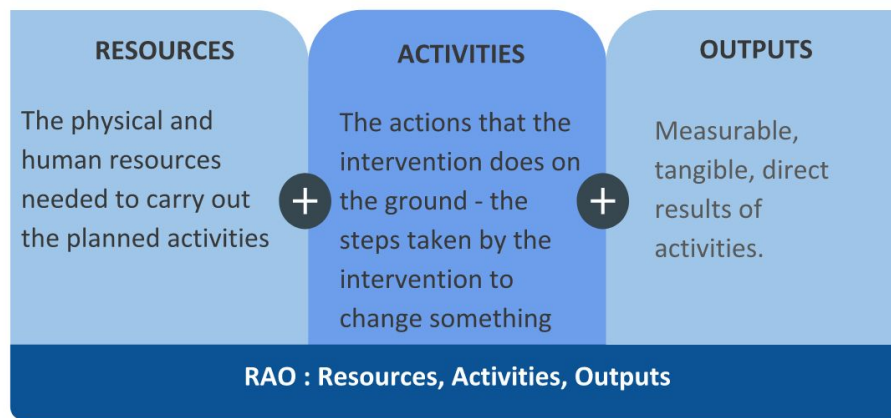 RESOURCES
The physical and
human resources
needed to carry out
the planned activities
+
ACTIVITIES
The actions that the
intervention does on
the ground - the
steps taken by the
intervention to
change something
+
OUTPUTS
Measurable,
tangible, direct
results of
activities.
RAO : Resources, Activities, Outputs